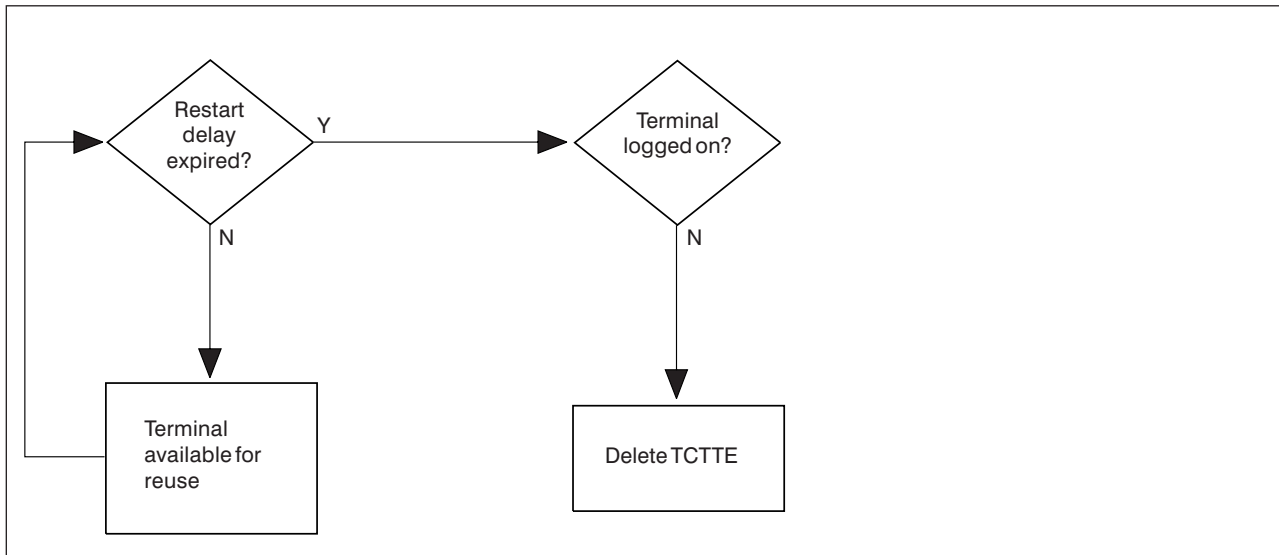 Restart
delay
expired?
Y
N
Terminal
logged on?
N
Terminal
available for
reuse
Delete TCTTE